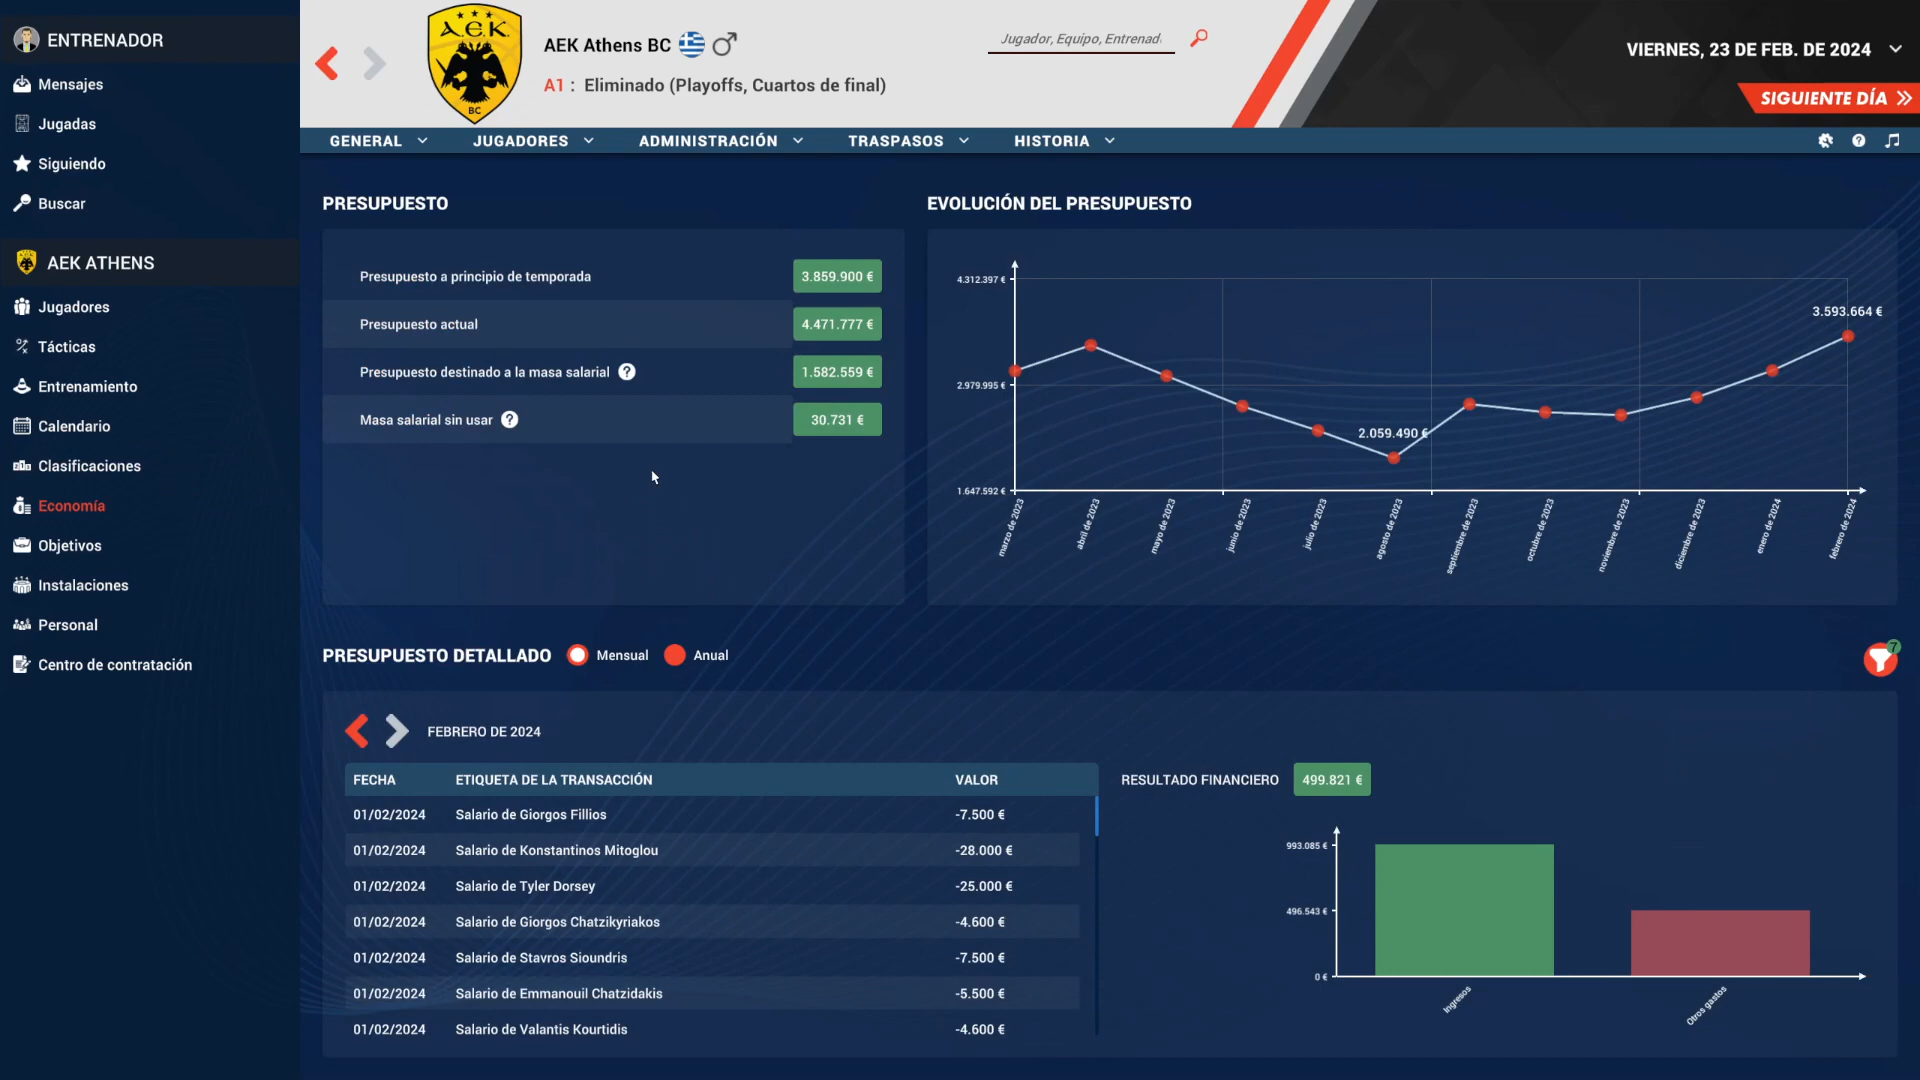 ENTRENADOR
Mensajes
Jugadas
Siguiendo
Buscar
AEK ATHENS
Jugadores
Tácticas
Entrenamiento
Calendario
Clasificaciones
Economía
Objetivos
Instalaciones
Personal
Centro de contratación
A.E.K.
BC
AEK Athens BC
A1 : Eliminado (Playoffs, Cuartos de final)
Jugador, Equipo, Entrenad
VIERNES, 23 DE FEB. DE 2024
SIGUIENTE DÍA
GENERAL JUGADORES ADMINISTRACIÓN TRASPASOS HISTORIA
PRESUPUESTO
Presupuesto a principio de temporada 3.859.900 €
Presupuesto actual 4.471.777 €
Presupuesto destinado a la masa salarial ? 1.582.559 €
Masa salarial sin usar ? 30.731 €
EVOLUCIÓN DEL PRESUPUESTO
4.312.397 €
2.979.995 €
1.647.592 €
3.593.664 €
2.059.490 €
marzo de 2023
abril de 2023
mayo de 2023
junio de 2023
julio de 2023
agosto de 2023
septiembre de 2023
octubre de 2023
noviembre de 2023
diciembre de 2023
enero de 2024
febrero de 2024
PRESUPUESTO DETALLADO Mensual Anual
7
FEBRERO DE 2024
FECHA ETIQUETA DE LA TRANSACCIÓN VALOR
01/02/2024 Salario de Giorgos Fillios -7.500 €
01/02/2024 Salario de Konstantinos Mitoglou -28.000 €
01/02/2024 Salario de Tyler Dorsey -25.000 €
01/02/2024 Salario de Giorgos Chatzikyriakos -4.600 €
01/02/2024 Salario de Stavros Sioundris -7.500 €
01/02/2024 Salario de Emmanouil Chatzidakis -5.500 €
01/02/2024 Salario de Valantis Kourtidis -4.600 €
RESULTADO FINANCIERO 499.821 €
993.085 €
496.543 €
0 €
Ingresos
Otros gastos